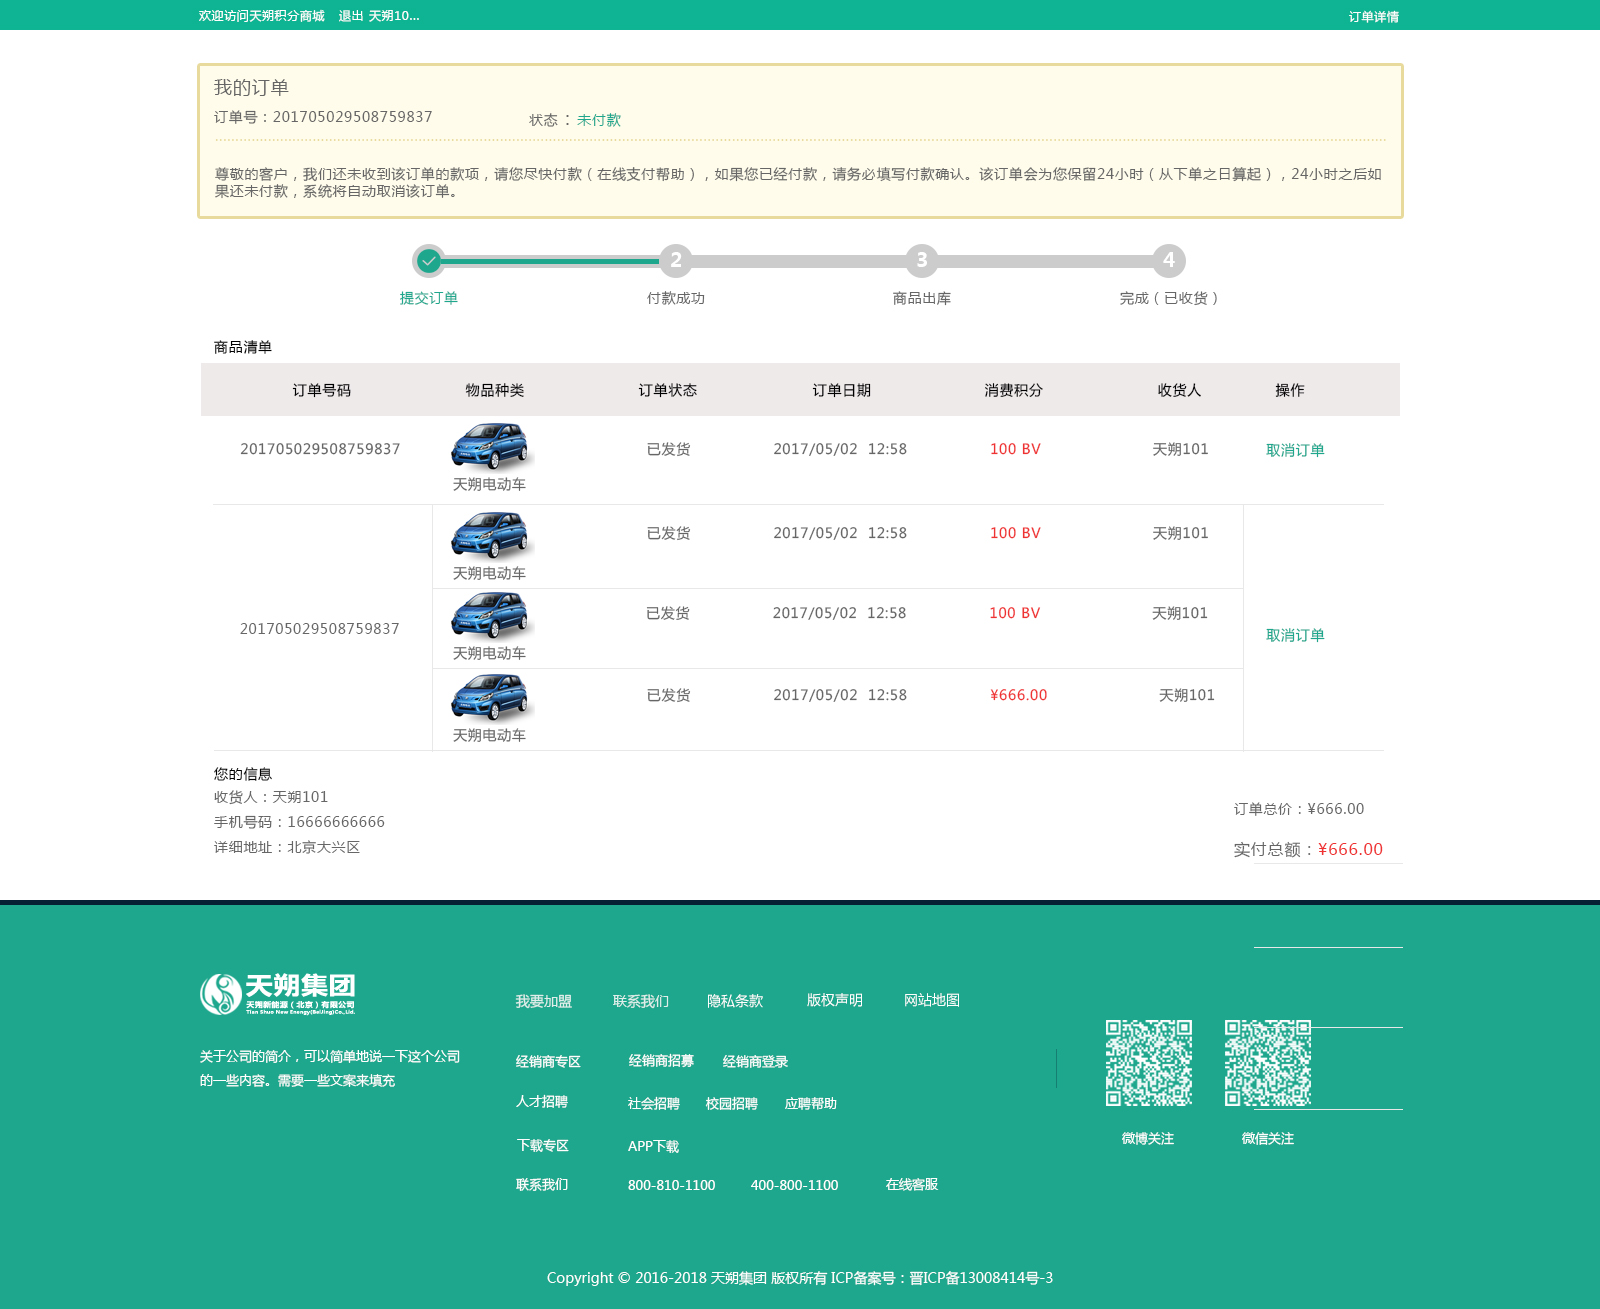 欢迎访问天朔积分商城 退出 天朔10... 订单详情
我的订单
订单号：201705029508759837 状态：未付款
尊敬的客户，我们还未收到该订单的款项，请您尽快付款（在线支付帮助），如果您已经付款，请务必填写付款确认。该订单会为您保留24小时（从下单之日算起），24小时之后如
果还未付款，系统将自动取消该订单。
2 3 4
提交订单 付款成功 商品出库 完成（已收货）
商品清单
订单号码 物品种类 订单状态 订单日期 消费积分 收货人 操作
201705029508759837 已发货 2017/05/02 12:58 100 BV 天朔101 取消订单
天朔电动车
已发货 2017/05/02 12:58 100 BV 天朔101
天朔电动车
已发货 2017/05/02 12:58 100 BV 天朔101
201705029508759837 取消订单
天朔电动车
已发货 2017/05/02 12:58 ¥666.00 天朔101
天朔电动车
您的信息
收货人：天朔101
订单总价：¥666.00
手机号码：16666666666
详细地址：北京大兴区
实付总额：¥666.00
天朔集团
天朔新能源（北京）有限公司
Tian Shuo New Energy(BeiJing)Co.,Ltd.
我要加盟 联系我们 隐私条款 版权声明 网站地图
关于公司的简介，可以简单地说一下这个公司
的一些内容。需要一些文案来填充
经销商专区 经销商招募 经销商登录
人才招聘 社会招聘 校园招聘 应聘帮助
下载专区 APP下载
联系我们 800-810-1100 400-800-1100 在线客服
微博关注 微信关注
Copyright © 2016-2018 天朔集团 版权所有 ICP备案号：晋ICP备13008414号-3